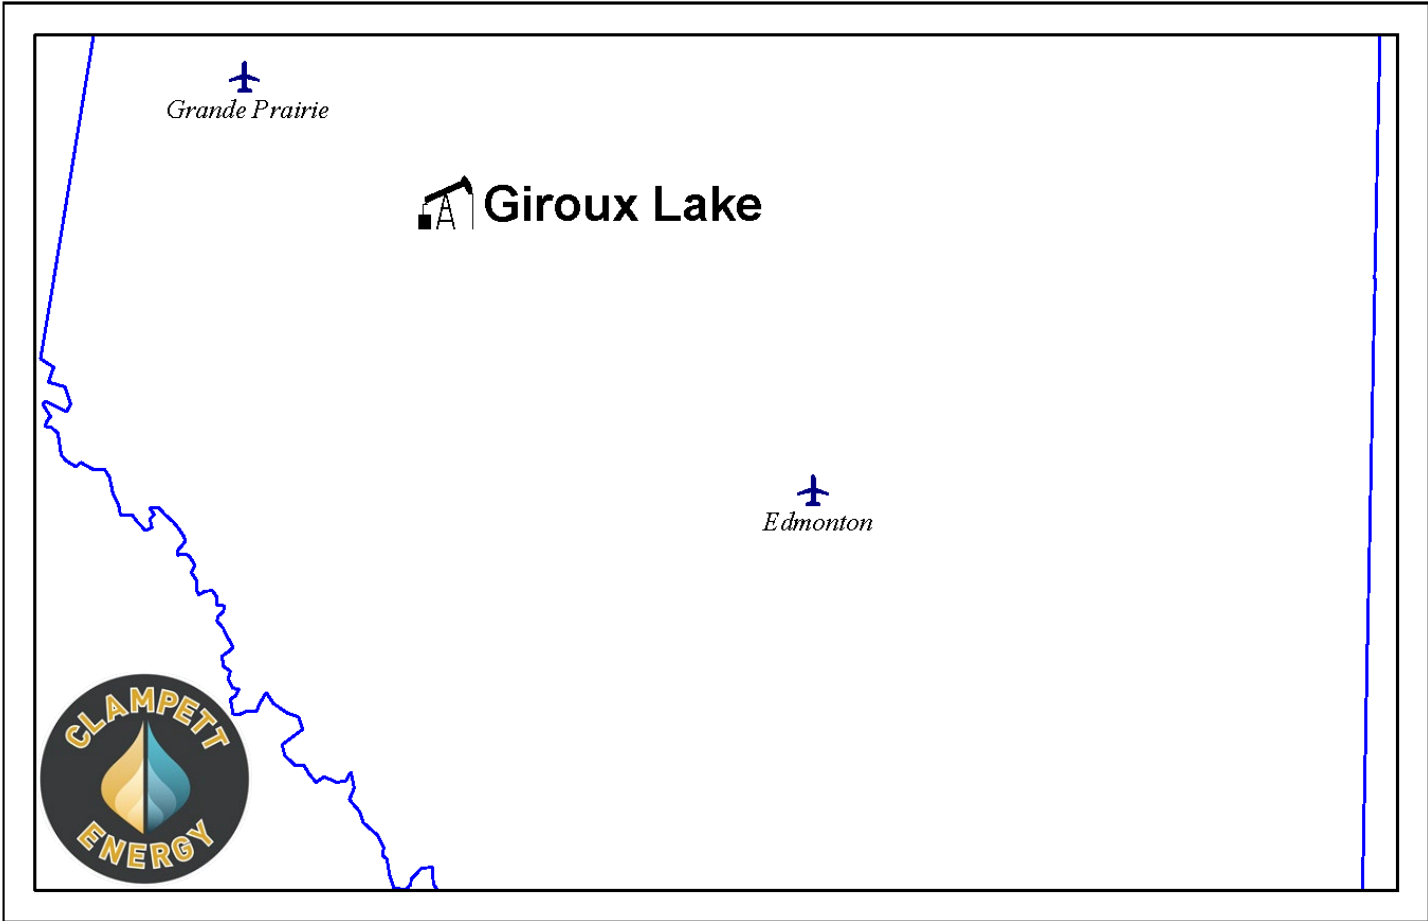 Grande Prairie
Giroux Lake
Edmonton
CLAMPETT
ENERGY